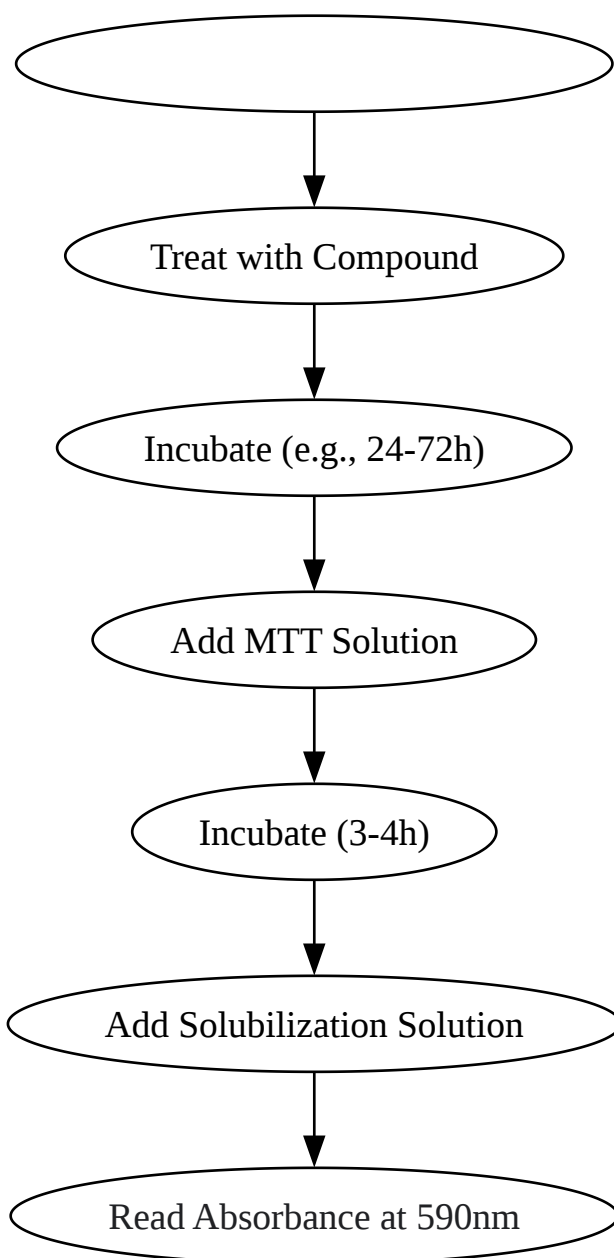 Treat with Compound
Incubate (e.g., 24-72h)
Add MTT Solution
Incubate (3-4h)
Add Solubilization Solution
Read Absorbance at 590nm